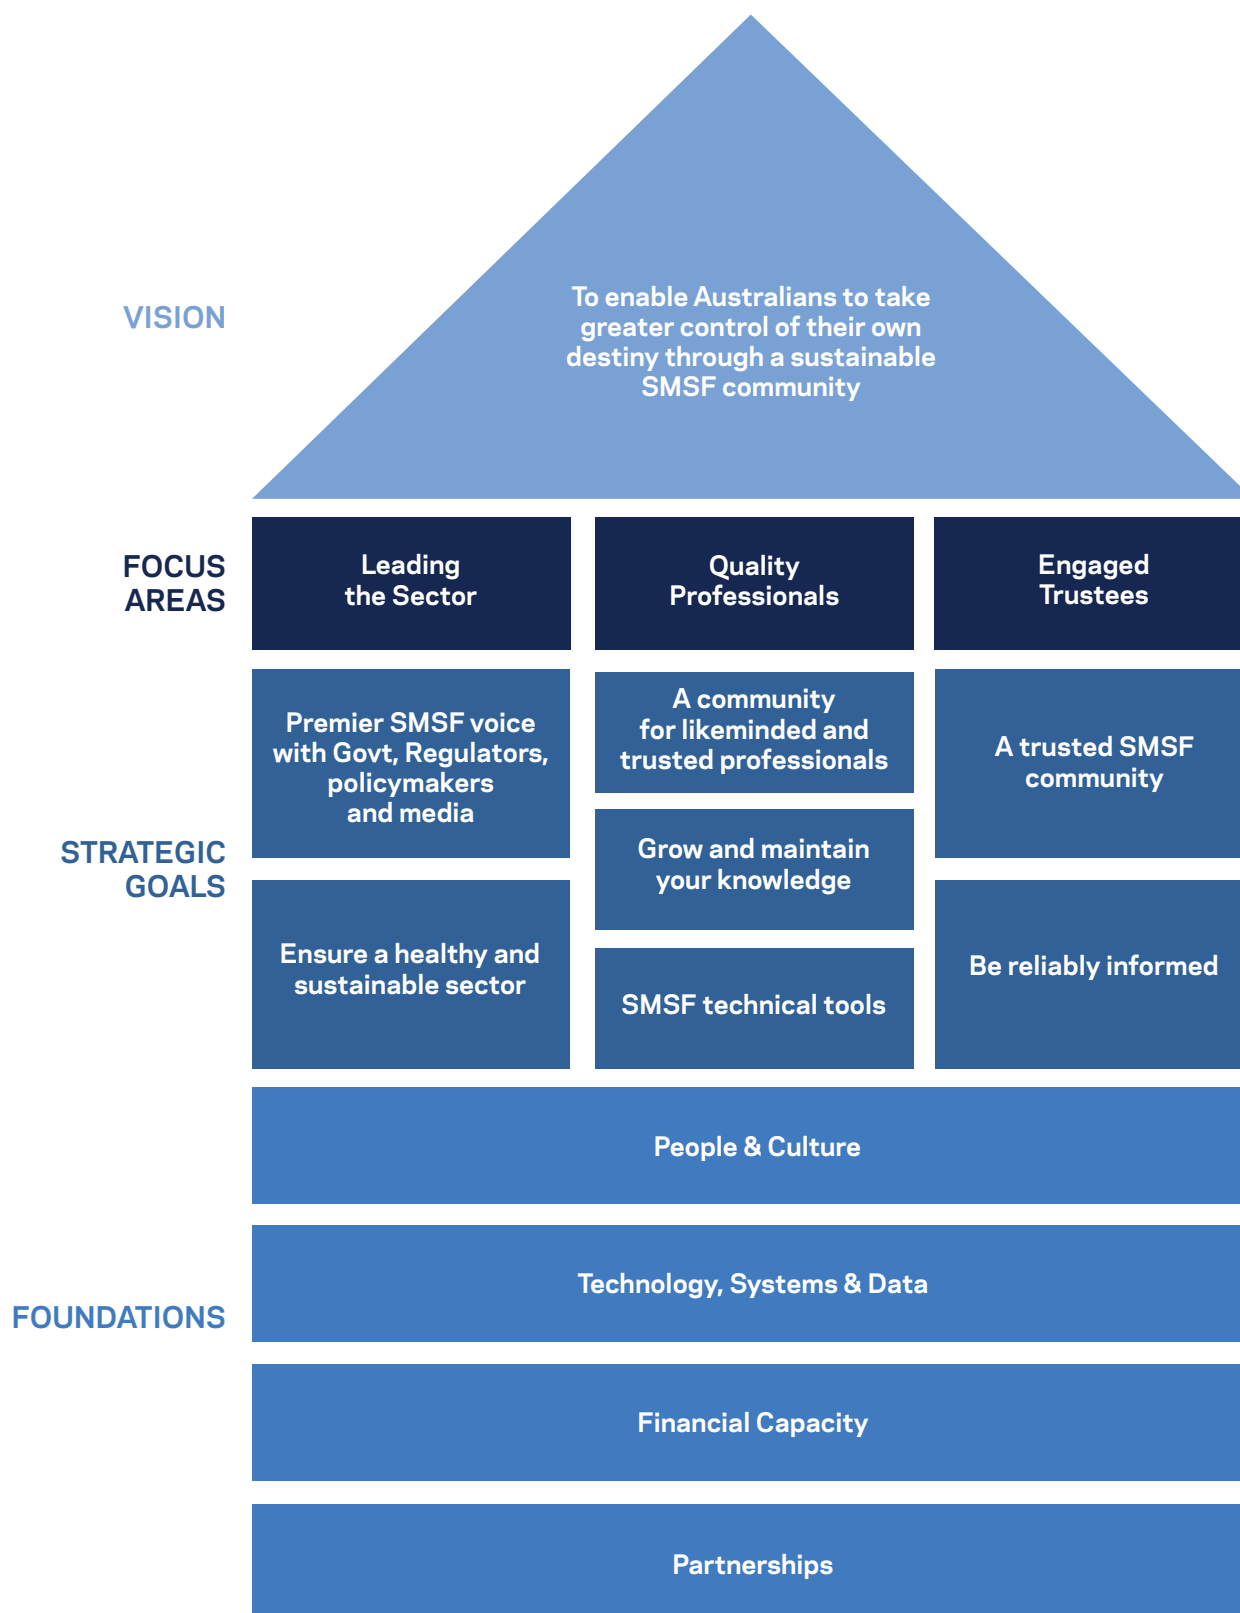 VISION
To enable Australians to take
greater control of their own
destiny through a sustainable
SMSF community
FOCUS
AREAS
Leading
the Sector
Quality
Professionals
Engaged
Trustees
STRATEGIC
GOALS
Premier SMSF voice
with Govt, Regulators,
policymakers
and media
Ensure a healthy and
sustainable sector
A community
for likeminded and
trusted professionals
Grow and maintain
your knowledge
SMSF technical tools
A trusted SMSF
community
Be reliably informed
FOUNDATIONS
People & Culture
Technology, Systems & Data
Financial Capacity
Partnerships